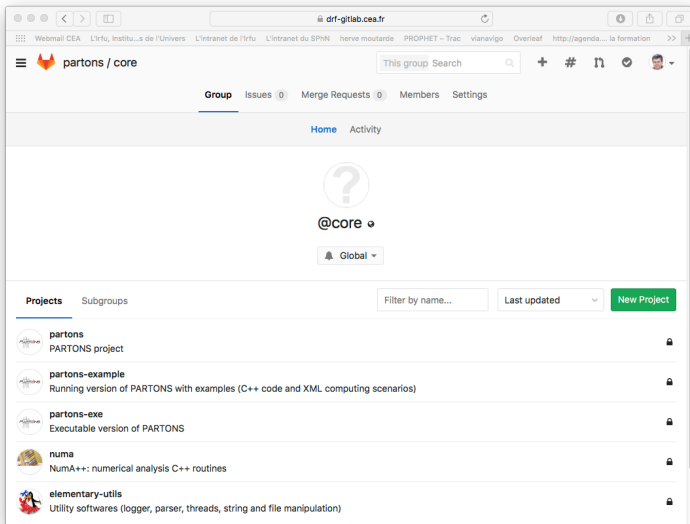 drf-gitlab.cea.fr
Webmail CEA L'Irfu, Institu...s de l'Univers L'intranet de l'Irfu L'intranet du SPhN herve moutarde PROPHET – Trac vianavigo Overleaf http://agenda.... la formation >>
partons / core This group Search
Group Issues 0 Merge Requests 0 Members Settings
Home Activity
?
@core
Global
Projects Subgroups Filter by name... Last updated New Project
partons
PARTONS project
partons-example
Running version of PARTONS with examples (C++ code and XML computing scenarios)
partons-exe
Executable version of PARTONS
numa
NumA++: numerical analysis C++ routines
elementary-utils
Utility softwares (logger, parser, threads, string and file manipulation)